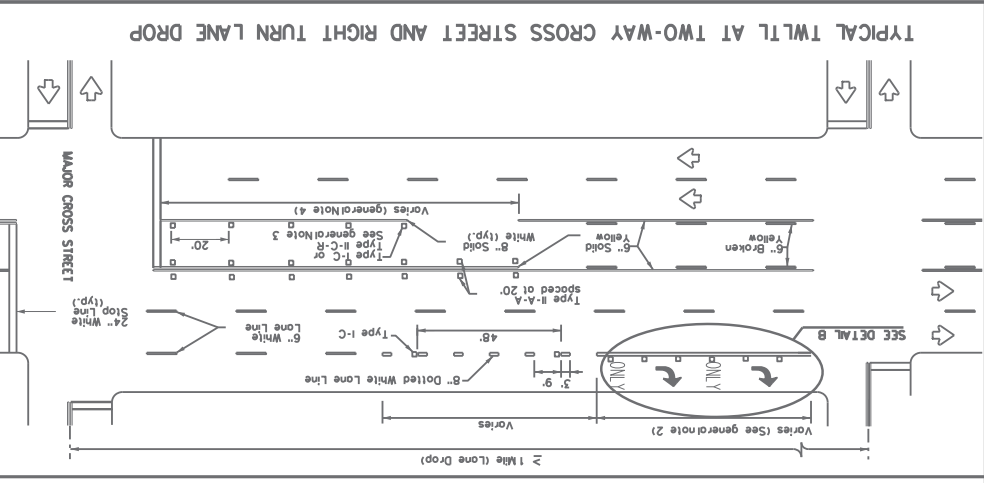 ≥ 1 Mile (Lane Drop)
Varies (See general note 2)
Varies
ONLY
ONLY
3'
9'
8" Dotted White Lane Line
SEE DETAIL B
48'
Type I-C
6" White
Lane Line
24" White
Stop Line
(typ.)
Type II-A-A
spaced at 20'
6" Broken
Yellow
6" Solid
Yellow
8" Solid
White (typ.)
Type I-C or
Type II-C-R
See general Note 3
20'
Varies (general Note 4)
MAJOR CROSS STREET
TYPICAL TWLTL AT TWO-WAY CROSS STREET AND RIGHT TURN LANE DROP